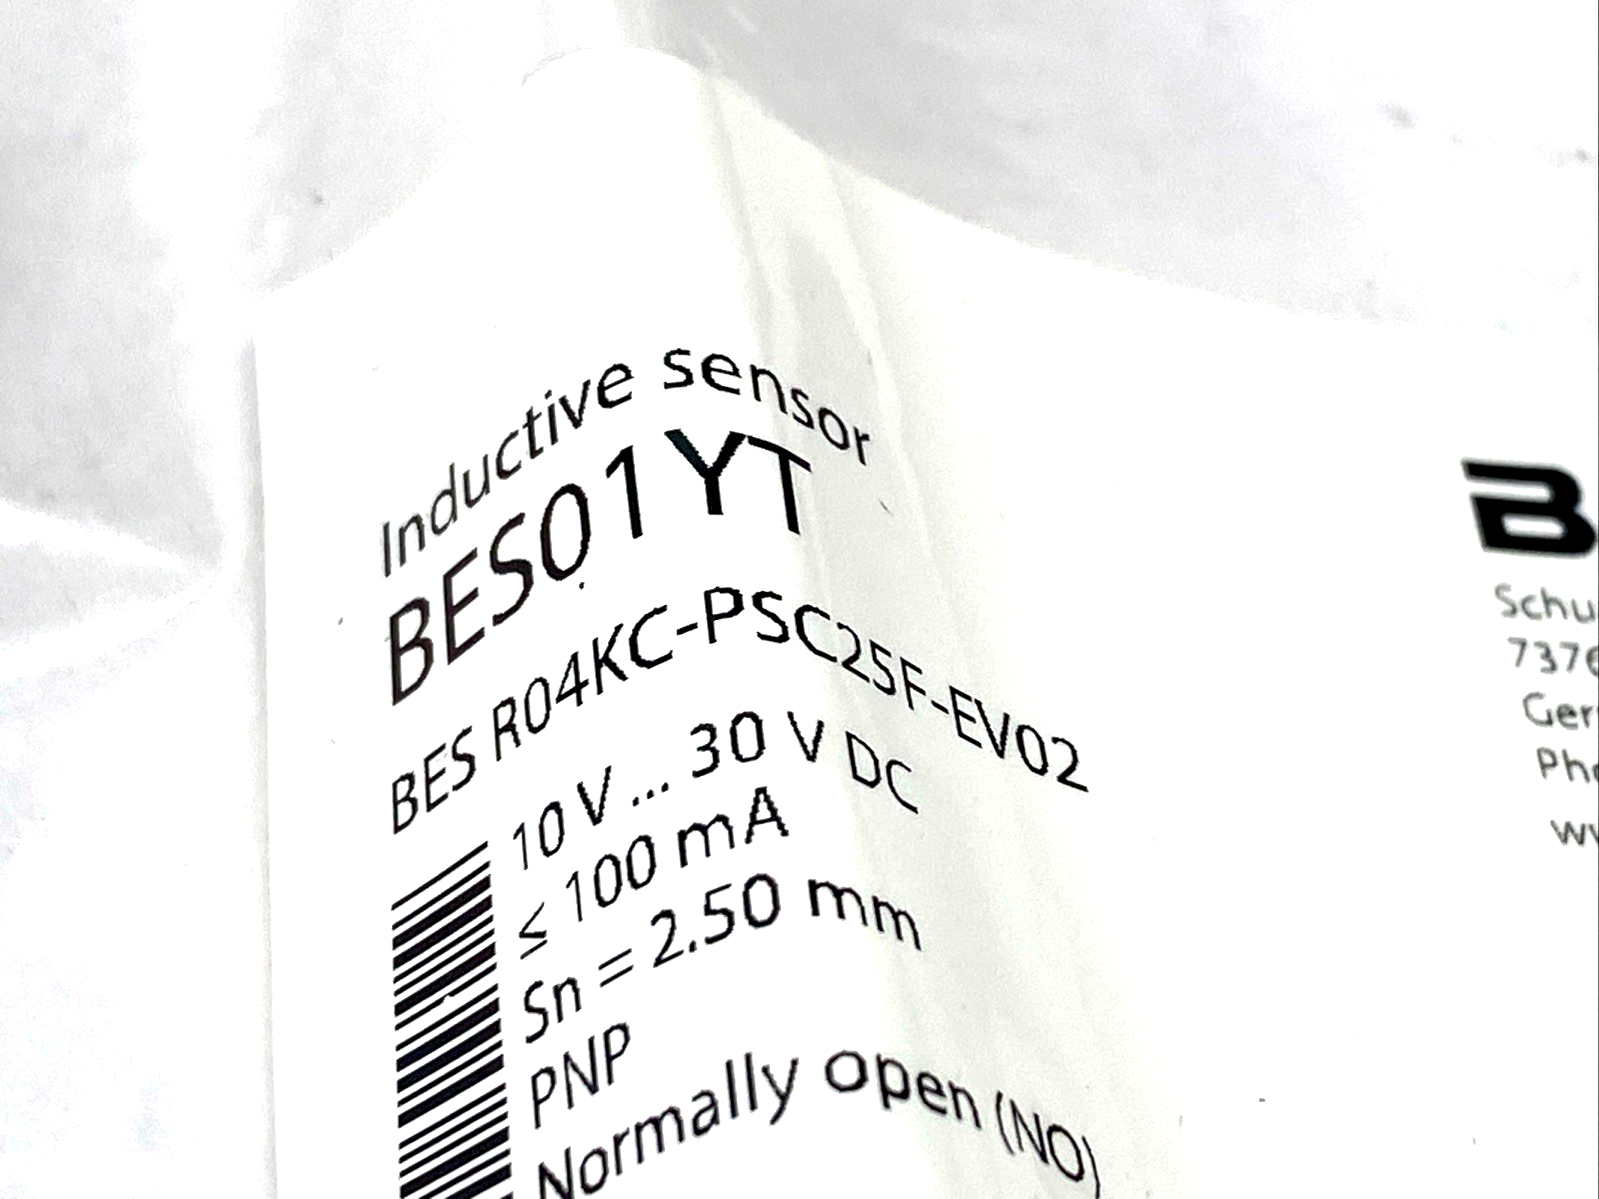 Inductive sensor
BES01YT
BES R04KC-PSC25F-EV02
10 V ... 30 V DC
≤ 100 mA
Sn = 2.50 mm
PNP
Normally open (NO)
B